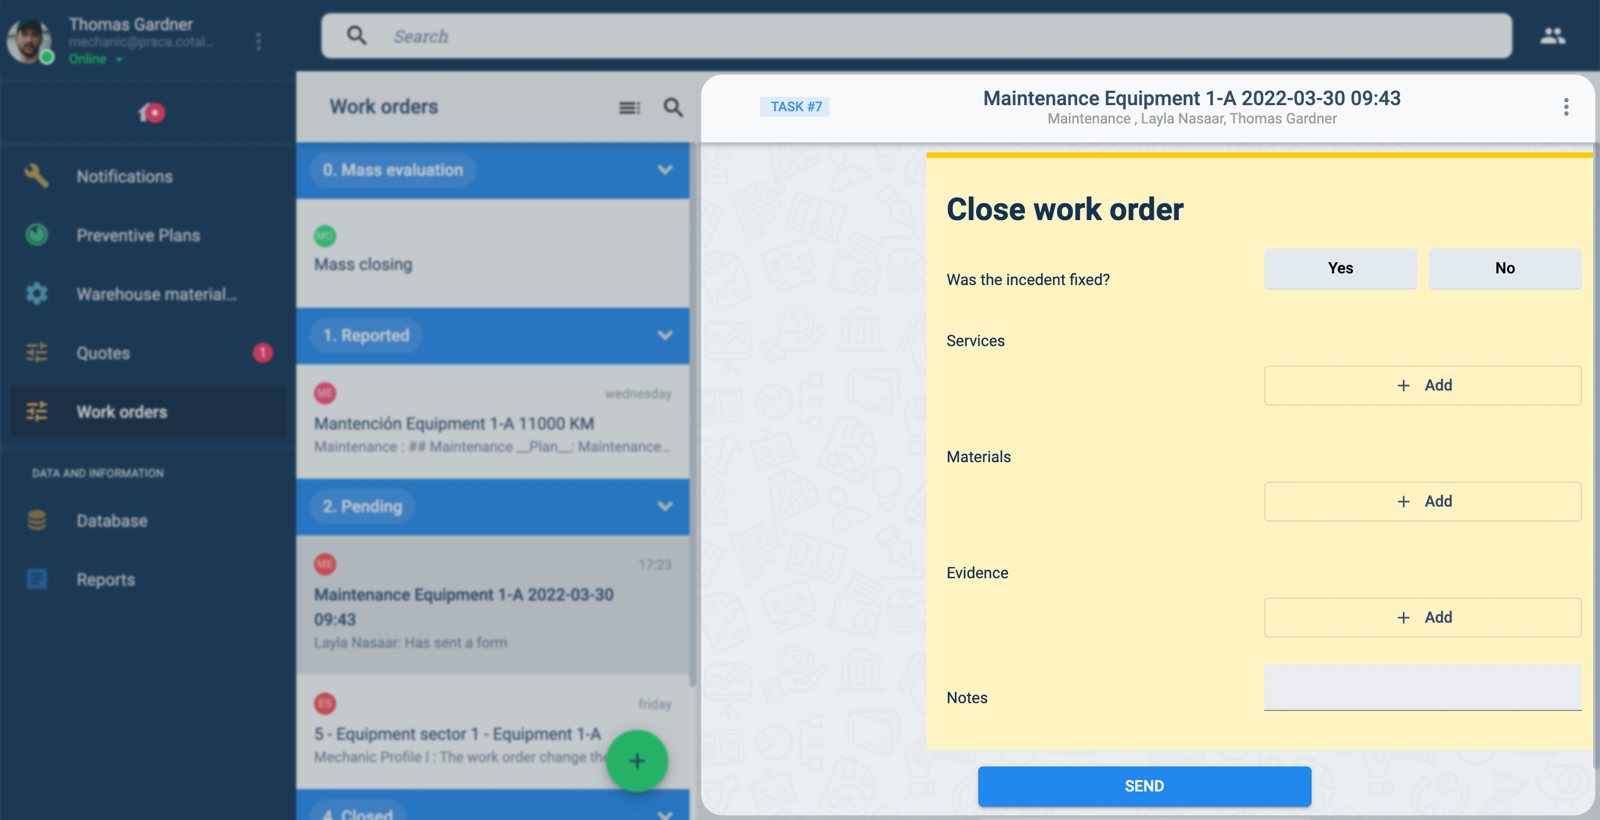 Thomas Gardner
mechanic@praca.cotal...
Online
Search
Notifications
Preventive Plans
Warehouse material...
Quotes
1
Work orders
DATA AND INFORMATION
Database
Reports
Work orders
0. Mass evaluation
MC
Mass closing
1. Reported
ME
wednesday
Mantención Equipment 1-A 11000 KM
Maintenance : ## Maintenance __Plan__: Maintenance...
2. Pending
ME
17:23
Maintenance Equipment 1-A 2022-03-30
09:43
Layla Nasaar: Has sent a form
ES
friday
5 - Equipment sector 1 - Equipment 1-A
Mechanic Profile I : The work order change the
+
4. Closed
TASK #7
Maintenance Equipment 1-A 2022-03-30 09:43
Maintenance , Layla Nasaar, Thomas Gardner
Close work order
Was the incedent fixed?
Yes
No
Services
+ Add
Materials
+ Add
Evidence
+ Add
Notes
SEND